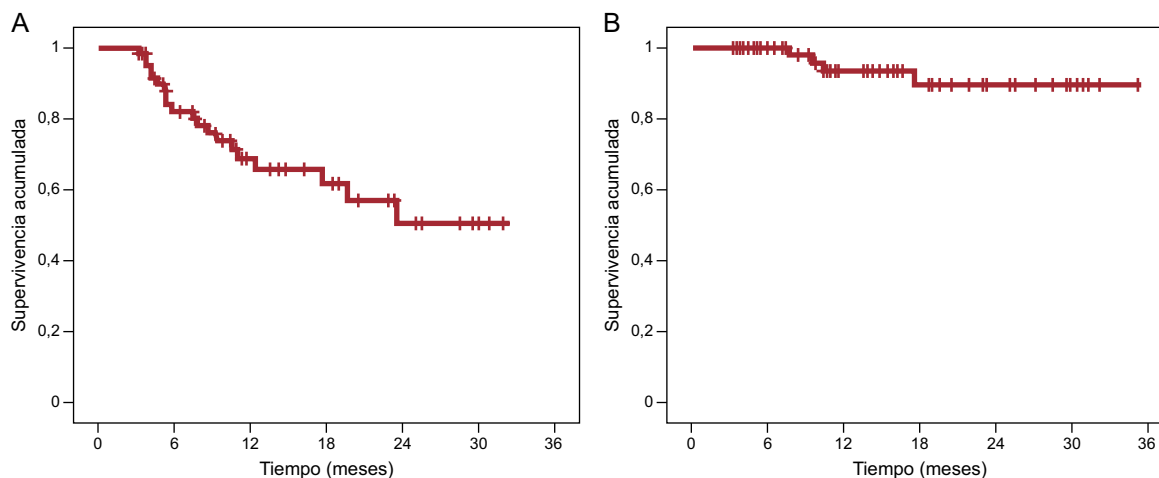 A
Supervivencia acumulada
1
0,8
0,6
0,4
0,2
0
0 6 12 18 24 30 36
Tiempo (meses)
B
Supervivencia acumulada
1
0,8
0,6
0,4
0,2
0
0 6 12 18 24 30 36
Tiempo (meses)